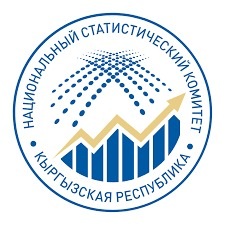 НАЦИОНАЛЬНЫЙ СТАТИСТИЧЕСКИЙ КОМИТЕТ
КЫРГЫЗСКАЯ РЕСПУБЛИКА